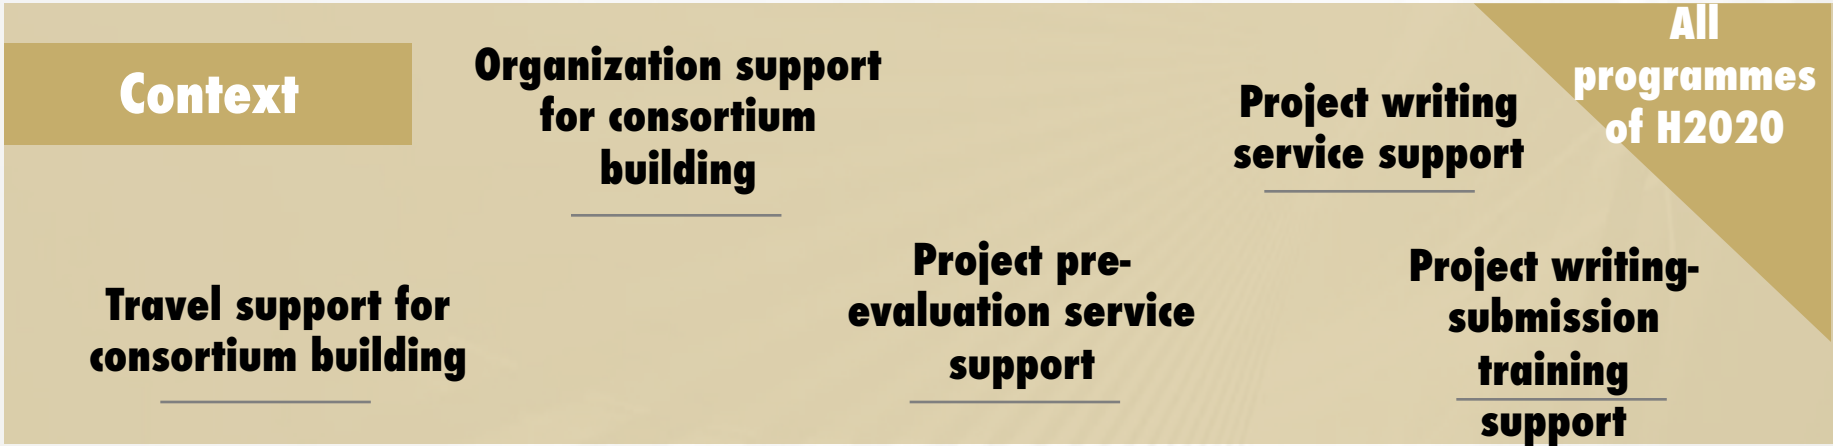 Context
Organization support
for consortium
building
Project writing
service support
All
programmes
of H2020
Travel support for
consortium building
Project pre-
evaluation service
support
Project writing-
submission
training
support